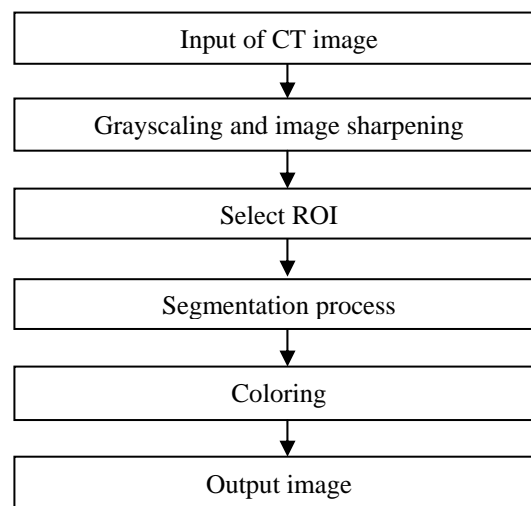 Input of CT image
Grayscaling and image sharpening
Select ROI
Segmentation process
Coloring
Output image